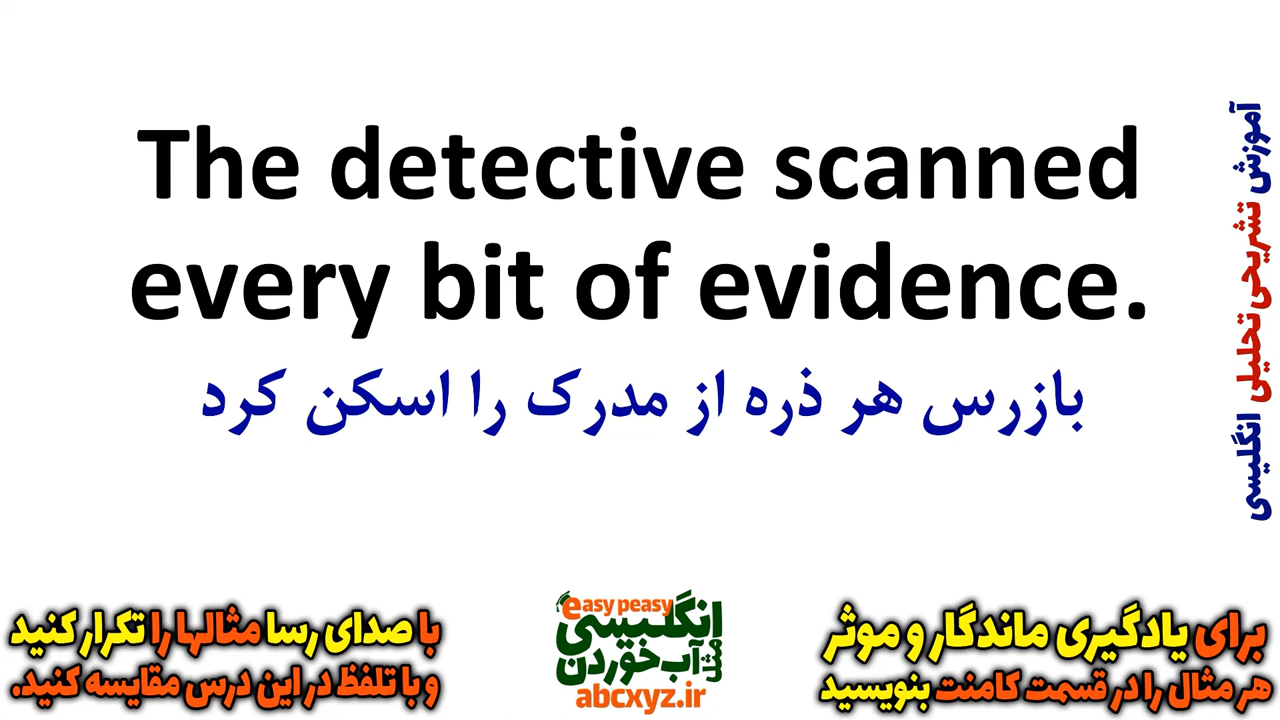 The detective scanned
every bit of evidence.
بازرس هر ذره از مدرک را اسکن کرد
آموزش تشریحی تحلیلی انگلیسی
برای یادگیری ماندگار و موثر
هر مثال را در قسمت کامنت بنویسید
easy peasy
انگلیسی
مثل آب خوردن
abcxyz.ir
با صدای رسا مثالها را تکرار کنید
و با تلفظ در این درس مقایسه کنید.